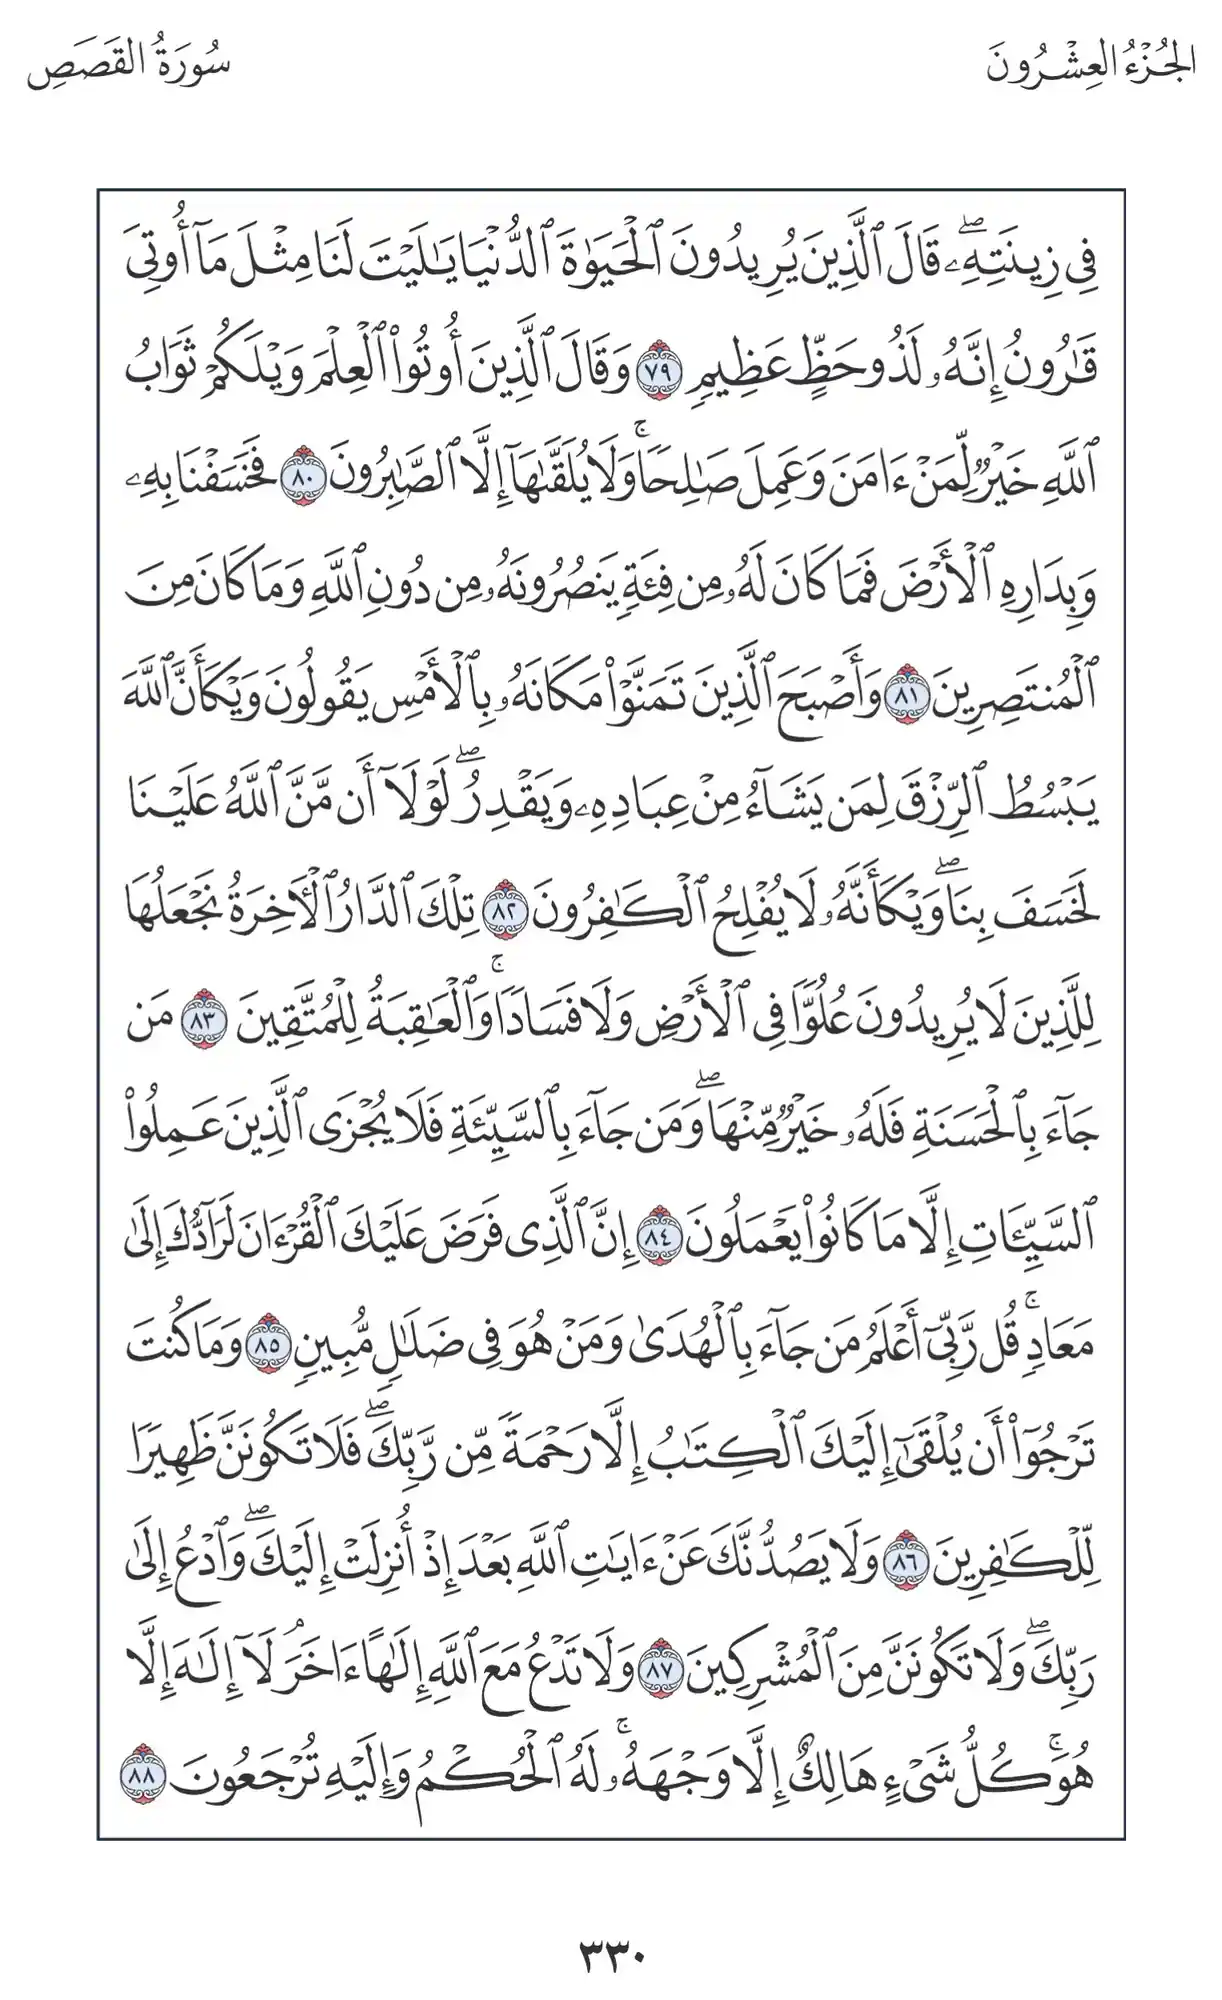 الجُزْءُ العِشْرُونَ
سُورَةُ القَصَصِ
فِي زِينَتِهِۦۖ قَالَ ٱلَّذِينَ يُرِيدُونَ ٱلْحَيَوٰةَ ٱلدُّنْيَا يَـٰلَيْتَ لَنَا مِثْلَ مَآ أُوتِيَ
قَـٰرُونُ إِنَّهُۥ لَذُو حَظٍّ عَظِيمٍ ٧٩ وَقَالَ ٱلَّذِينَ أُوتُوا۟ ٱلْعِلْمَ وَيْلَكُمْ ثَوَابُ
ٱللَّهِ خَيْرٌ لِّمَنْ ءَامَنَ وَعَمِلَ صَـٰلِحًاۚ وَلَا يُلَقَّىٰهَآ إِلَّا ٱلصَّـٰبِرُونَ ٨٠ فَخَسَفْنَا بِهِۦ
وَبِدَارِهِ ٱلْأَرْضَ فَمَا كَانَ لَهُۥ مِن فِئَةٍ يَنصُرُونَهُۥ مِن دُونِ ٱللَّهِ وَمَا كَانَ مِنَ
ٱلْمُنتَصِرِينَ ٨١ وَأَصْبَحَ ٱلَّذِينَ تَمَنَّوْا۟ مَكَانَهُۥ بِٱلْأَمْسِ يَقُولُونَ وَيْكَأَنَّ ٱللَّهَ
يَبْسُطُ ٱلرِّزْقَ لِمَن يَشَآءُ مِنْ عِبَادِهِۦ وَيَقْدِرُۖ لَوْلَآ أَن مَّنَّ ٱللَّهُ عَلَيْنَا
لَخَسَفَ بِنَاۖ وَيْكَأَنَّهُۥ لَا يُفْلِحُ ٱلْكَـٰفِرُونَ ٨٢ تِلْكَ ٱلدَّارُ ٱلْـَٔاخِرَةُ نَجْعَلُهَا
لِلَّذِينَ لَا يُرِيدُونَ عُلُوًّا فِي ٱلْأَرْضِ وَلَا فَسَادًاۚ وَٱلْعَـٰقِبَةُ لِلْمُتَّقِينَ ٨٣ مَن
جَآءَ بِٱلْحَسَنَةِ فَلَهُۥ خَيْرٌ مِّنْهَاۖ وَمَن جَآءَ بِٱلسَّيِّئَةِ فَلَا يُجْزَى ٱلَّذِينَ عَمِلُوا۟
ٱلسَّيِّـَٔاتِ إِلَّا مَا كَانُوا۟ يَعْمَلُونَ ٨٤ إِنَّ ٱلَّذِي فَرَضَ عَلَيْكَ ٱلْقُرْءَانَ لَرَآدُّكَ إِلَىٰ
مَعَادٍۚ قُل رَّبِّيٓ أَعْلَمُ مَن جَآءَ بِٱلْهُدَىٰ وَمَنْ هُوَ فِي ضَلَـٰلٍ مُّبِينٍ ٨٥ وَمَا كُنتَ
تَرْجُوٓا۟ أَن يُلْقَىٰٓ إِلَيْكَ ٱلْكِتَـٰبُ إِلَّا رَحْمَةً مِّن رَّبِّكَۖ فَلَا تَكُونَنَّ ظَهِيرًا
لِّلْكَـٰفِرِينَ ٨٦ وَلَا يَصُدُّنَّكَ عَنْ ءَايَـٰتِ ٱللَّهِ بَعْدَ إِذْ أُنزِلَتْ إِلَيْكَۖ وَٱدْعُ إِلَىٰ
رَبِّكَۖ وَلَا تَكُونَنَّ مِنَ ٱلْمُشْرِكِينَ ٨٧ وَلَا تَدْعُ مَعَ ٱللَّهِ إِلَـٰهًا ءَاخَرَۘ لَآ إِلَـٰهَ إِلَّا
هُوَۚ كُلُّ شَيْءٍ هَالِكٌ إِلَّا وَجْهَهُۥۚ لَهُ ٱلْحُكْمُ وَإِلَيْهِ تُرْجَعُونَ ٨٨
٣٣٠